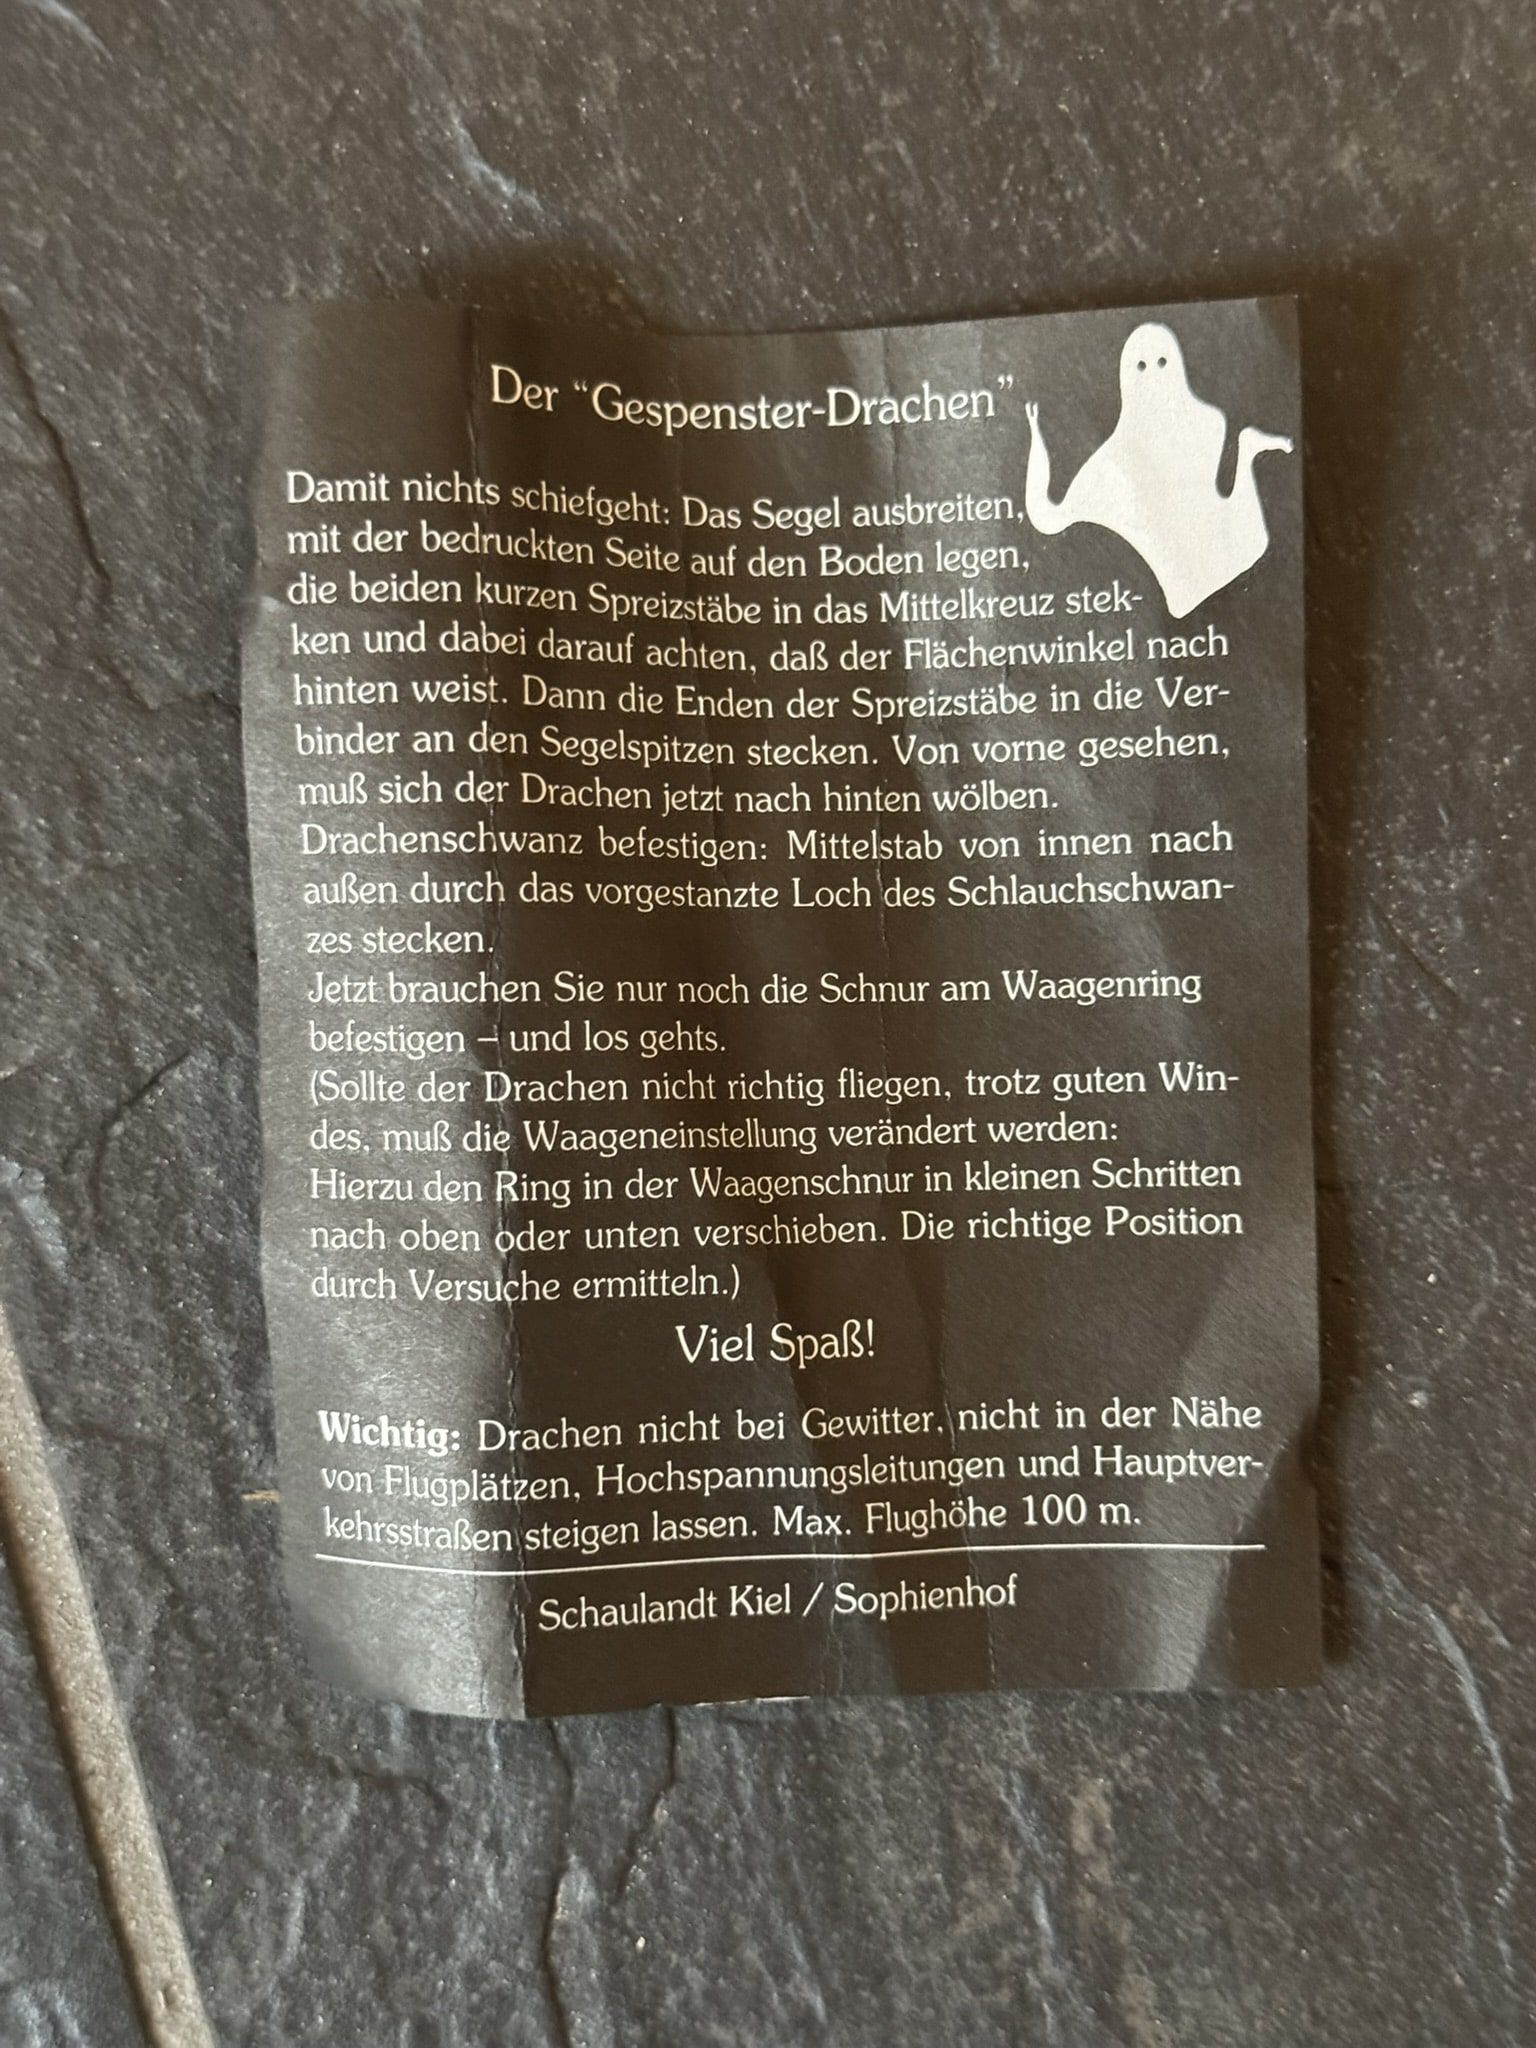 Der “Gespenster-Drachen”
Damit nichts schiefgeht: Das Segel ausbreiten,
mit der bedruckten Seite auf den Boden legen,
die beiden kurzen Spreizstäbe in das Mittelkreuz stek-
ken und dabei darauf achten, daß der Flächenwinkel nach
hinten weist. Dann die Enden der Spreizstäbe in die Ver-
binder an den Segelspitzen stecken. Von vorne gesehen,
muß sich der Drachen jetzt nach hinten wölben.
Drachenschwanz befestigen: Mittelstab von innen nach
außen durch das vorgestanzte Loch des Schlauchschwan-
zes stecken.
Jetzt brauchen Sie nur noch die Schnur am Waagenring
befestigen – und los gehts.
(Sollte der Drachen nicht richtig fliegen, trotz guten Win-
des, muß die Waageneinstellung verändert werden:
Hierzu den Ring in der Waagenschnur in kleinen Schritten
nach oben oder unten verschieben. Die richtige Position
durch Versuche ermitteln.)
Viel Spaß!
Wichtig: Drachen nicht bei Gewitter, nicht in der Nähe
von Flugplätzen, Hochspannungsleitungen und Hauptver-
kehrsstraßen steigen lassen. Max. Flughöhe 100 m.
Schaulandt Kiel / Sophienhof